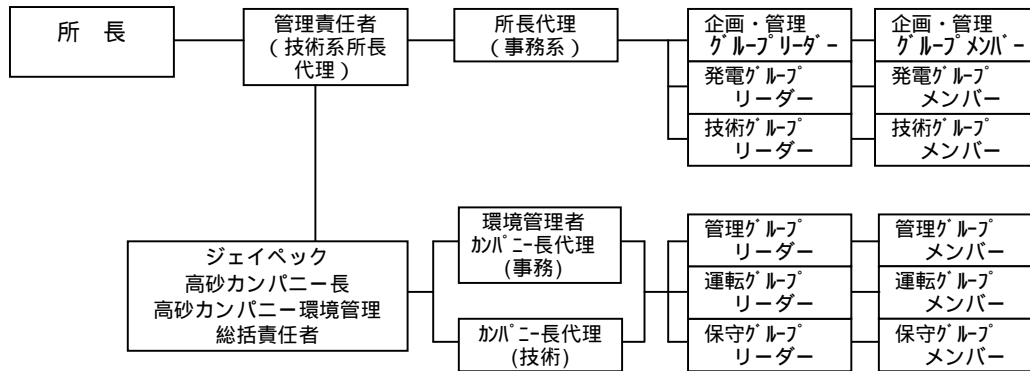 所　長
管理責任者
（技術系所長
代理）
所長代理
（事務系）
企画・管理
ｸﾞﾙｰﾌﾟリーダー
企画・管理
ｸﾞﾙｰﾌﾟﾒﾝﾊﾞｰ
発電ｸﾞﾙｰﾌﾟ
リーダー
発電ｸﾞﾙｰﾌﾟ
メンバー
技術ｸﾞﾙｰﾌﾟ
リーダー
技術ｸﾞﾙｰﾌﾟ
メンバー
ジェイペック
高砂カンパニー長
高砂カンパニー環境管理
総括責任者
環境管理者
ｶﾝﾊﾟﾆｰ長代理
(事務)
ｶﾝﾊﾟﾆｰ長代理
(技術)
管理ｸﾞﾙｰﾌﾟ
リーダー
管理ｸﾞﾙｰﾌﾟ
メンバー
運転ｸﾞﾙｰﾌﾟ
リーダー
運転ｸﾞﾙｰﾌﾟ
メンバー
保守ｸﾞﾙｰﾌﾟ
リーダー
保守ｸﾞﾙｰﾌﾟ
メンバー